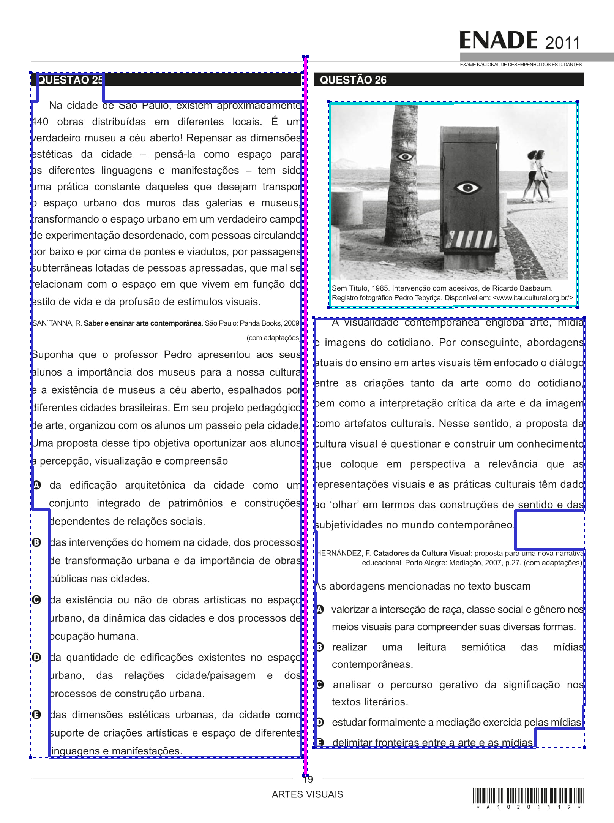 ENADE 2011
EXAME NACIONAL DE DESEMPENHO DOS ESTUDANTES
QUESTÃO 25
Na cidade de São Paulo, existem aproximadamente
440 obras distribuídas em diferentes locais. É um
verdadeiro museu a céu aberto! Repensar as dimensões
estéticas da cidade – pensá-la como espaço para
os diferentes linguagens e manifestações – tem sido
uma prática constante daqueles que desejam transpor
o espaço urbano dos muros das galerias e museus,
transformando o espaço urbano em um verdadeiro campo
de experimentação desordenado, com pessoas circulando
por baixo e por cima de pontes e viadutos, por passagens
subterrâneas lotadas de pessoas apressadas, que mal se
relacionam com o espaço em que vivem em função do
estilo de vida e da profusão de estímulos visuais.
SANTANNA, R. Saber e ensinar arte contemporânea. São Paulo: Panda Books, 2009
(com adaptações)
Suponha que o professor Pedro apresentou aos seus
alunos a importância dos museus para a nossa cultura
e a existência de museus a céu aberto, espalhados por
diferentes cidades brasileiras. Em seu projeto pedagógico
de arte, organizou com os alunos um passeio pela cidade.
Uma proposta desse tipo objetiva oportunizar aos alunos
a percepção, visualização e compreensão
A da edificação arquitetônica da cidade como um
conjunto integrado de patrimônios e construções
dependentes de relações sociais.
B das intervenções do homem na cidade, dos processos
de transformação urbana e da importância de obras
públicas nas cidades.
C da existência ou não de obras artísticas no espaço
urbano, da dinâmica das cidades e dos processos de
ocupação humana.
D da quantidade de edificações existentes no espaço
urbano, das relações cidade/paisagem e dos
processos de construção urbana.
E das dimensões estéticas urbanas, da cidade como
suporte de criações artísticas e espaço de diferentes
linguagens e manifestações.
QUESTÃO 26
Sem Título, 1985. Intervenção com adesivos, de Ricardo Basbaum.
Registro fotográfico Pedro Tebyriçá. Disponível em: <www.itaucultural.org.br/>
A visualidade contemporânea engloba arte, mídia
e imagens do cotidiano. Por conseguinte, abordagens
atuais do ensino em artes visuais têm enfocado o diálogo
entre as criações tanto da arte como do cotidiano,
bem como a interpretação crítica da arte e da imagem
como artefatos culturais. Nesse sentido, a proposta da
cultura visual é questionar e construir um conhecimento
que coloque em perspectiva a relevância que as
representações visuais e as práticas culturais têm dado
ao 'olhar' em termos das construções de sentido e das
subjetividades no mundo contemporâneo.
HERNÁNDEZ, F. Catadores da Cultura Visual: proposta para uma nova narrativa
educacional. Porto Alegre: Mediação, 2007, p.27. (com adaptações)
As abordagens mencionadas no texto buscam
A valorizar a interseção de raça, classe social e gênero nos
meios visuais para compreender suas diversas formas.
B realizar uma leitura semiótica das mídias
contemporâneas.
C analisar o percurso gerativo da significação nos
textos literários.
D estudar formalmente a mediação exercida pelas mídias.
E delimitar fronteiras entre a arte e as mídias.
19
ARTES VISUAIS